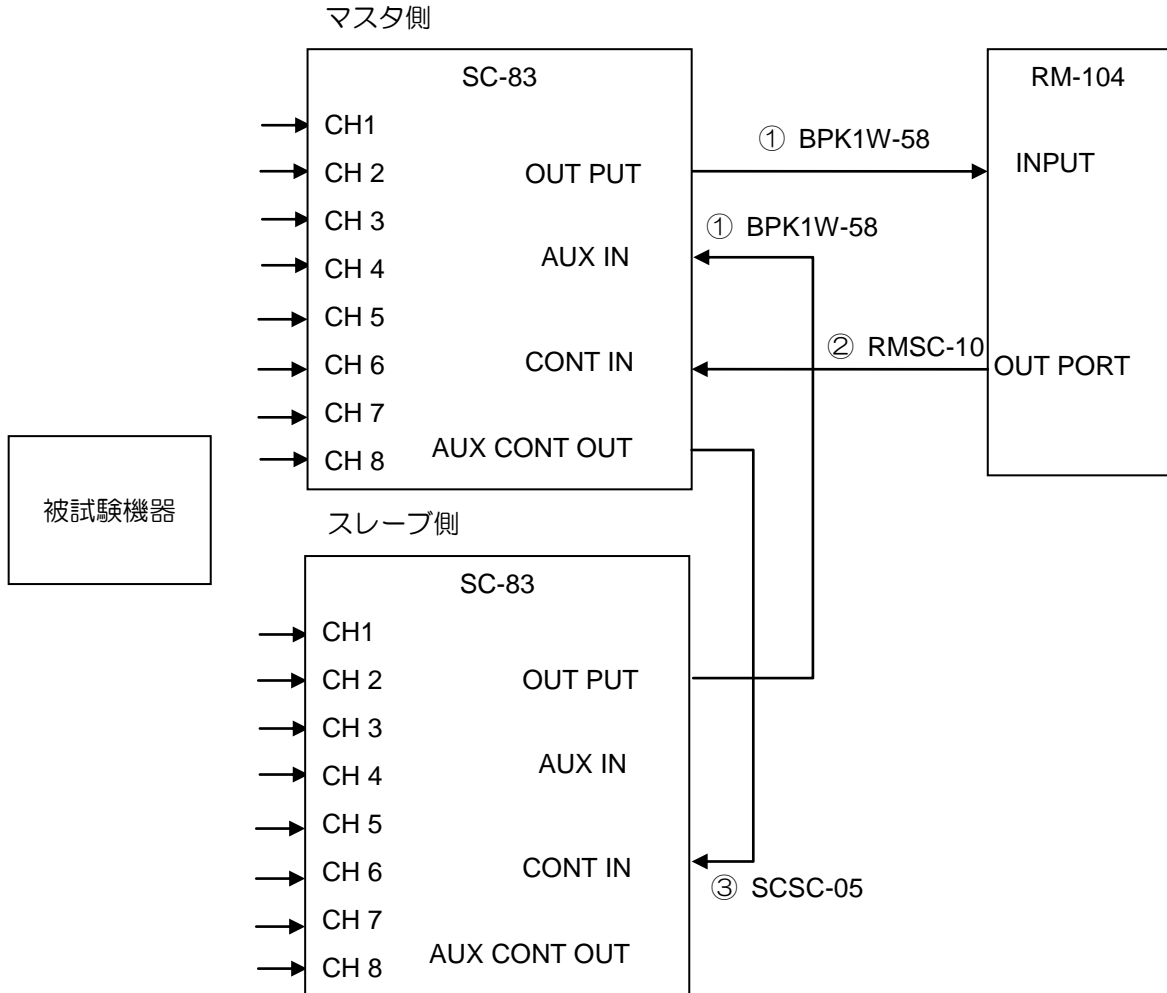 マスタ側
SC-83
RM-104
CH1
① BPK1W-58
CH 2
OUT PUT
INPUT
CH 3
① BPK1W-58
CH 4
AUX IN
CH 5
② RMSC-10
CH 6
CONT IN
OUT PORT
CH 7
AUX CONT OUT
CH 8
被試験機器
スレーブ側
SC-83
CH1
CH 2
OUT PUT
CH 3
CH 4
AUX IN
CH 5
CH 6
CONT IN
③ SCSC-05
CH 7
AUX CONT OUT
CH 8